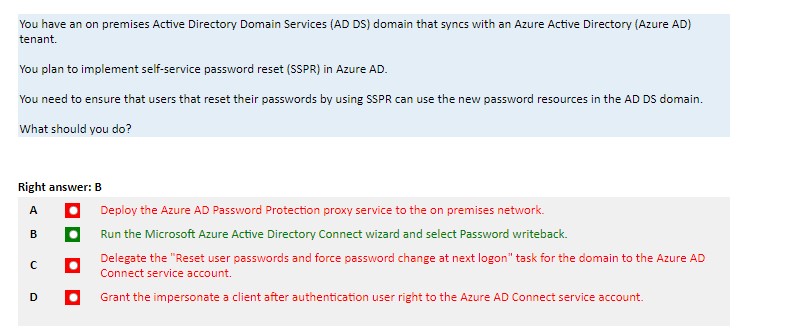 You have an on premises Active Directory Domain Services (AD DS) domain that syncs with an Azure Active Directory (Azure AD)
tenant.
You plan to implement self-service password reset (SSPR) in Azure AD.
You need to ensure that users that reset their passwords by using SSPR can use the new password resources in the AD DS domain.
What should you do?
Right answer: B
A Deploy the Azure AD Password Protection proxy service to the on premises network.
B Run the Microsoft Azure Active Directory Connect wizard and select Password writeback.
C Delegate the "Reset user passwords and force password change at next logon" task for the domain to the Azure AD
Connect service account.
D Grant the impersonate a client after authentication user right to the Azure AD Connect service account.